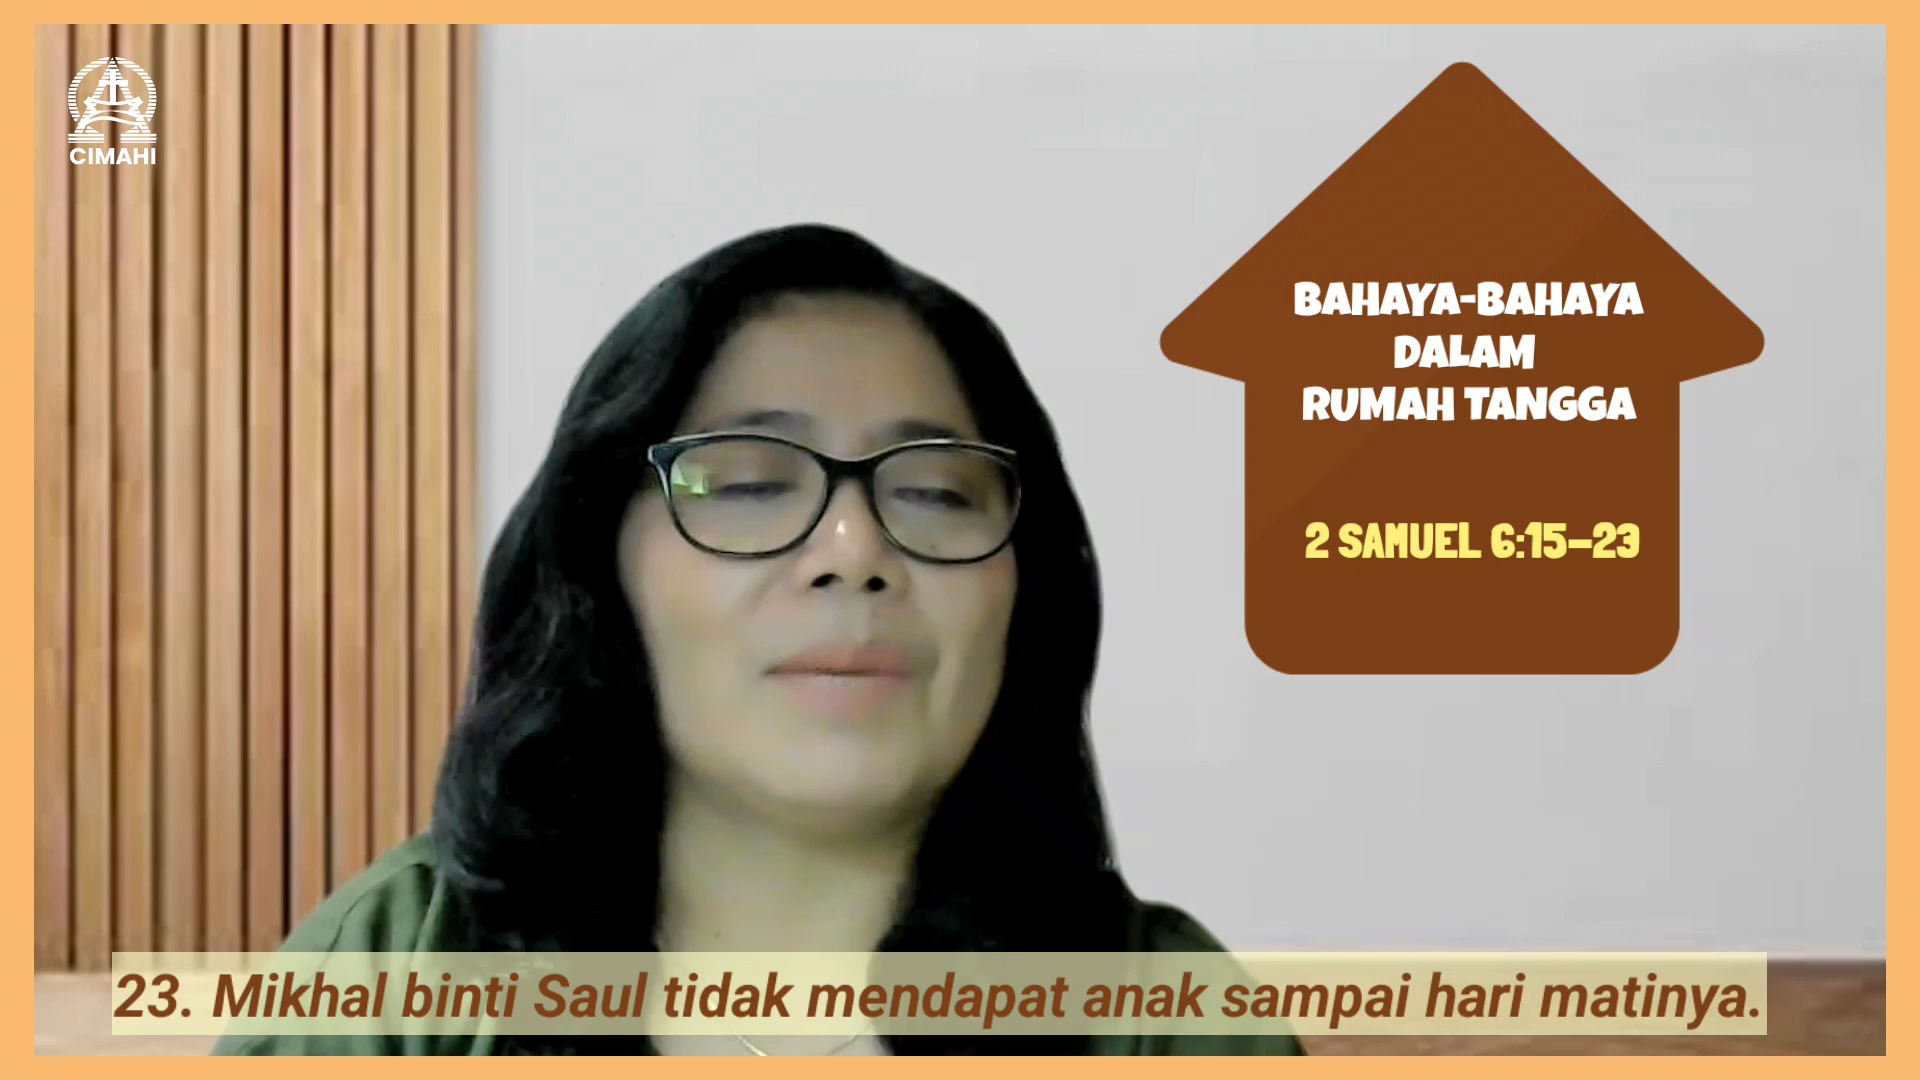 CIMAHI
BAHAYA-BAHAYA
DALAM
RUMAH TANGGA
2 SAMUEL 6:15-23
23. Mikhal binti Saul tidak mendapat anak sampai hari matinya.